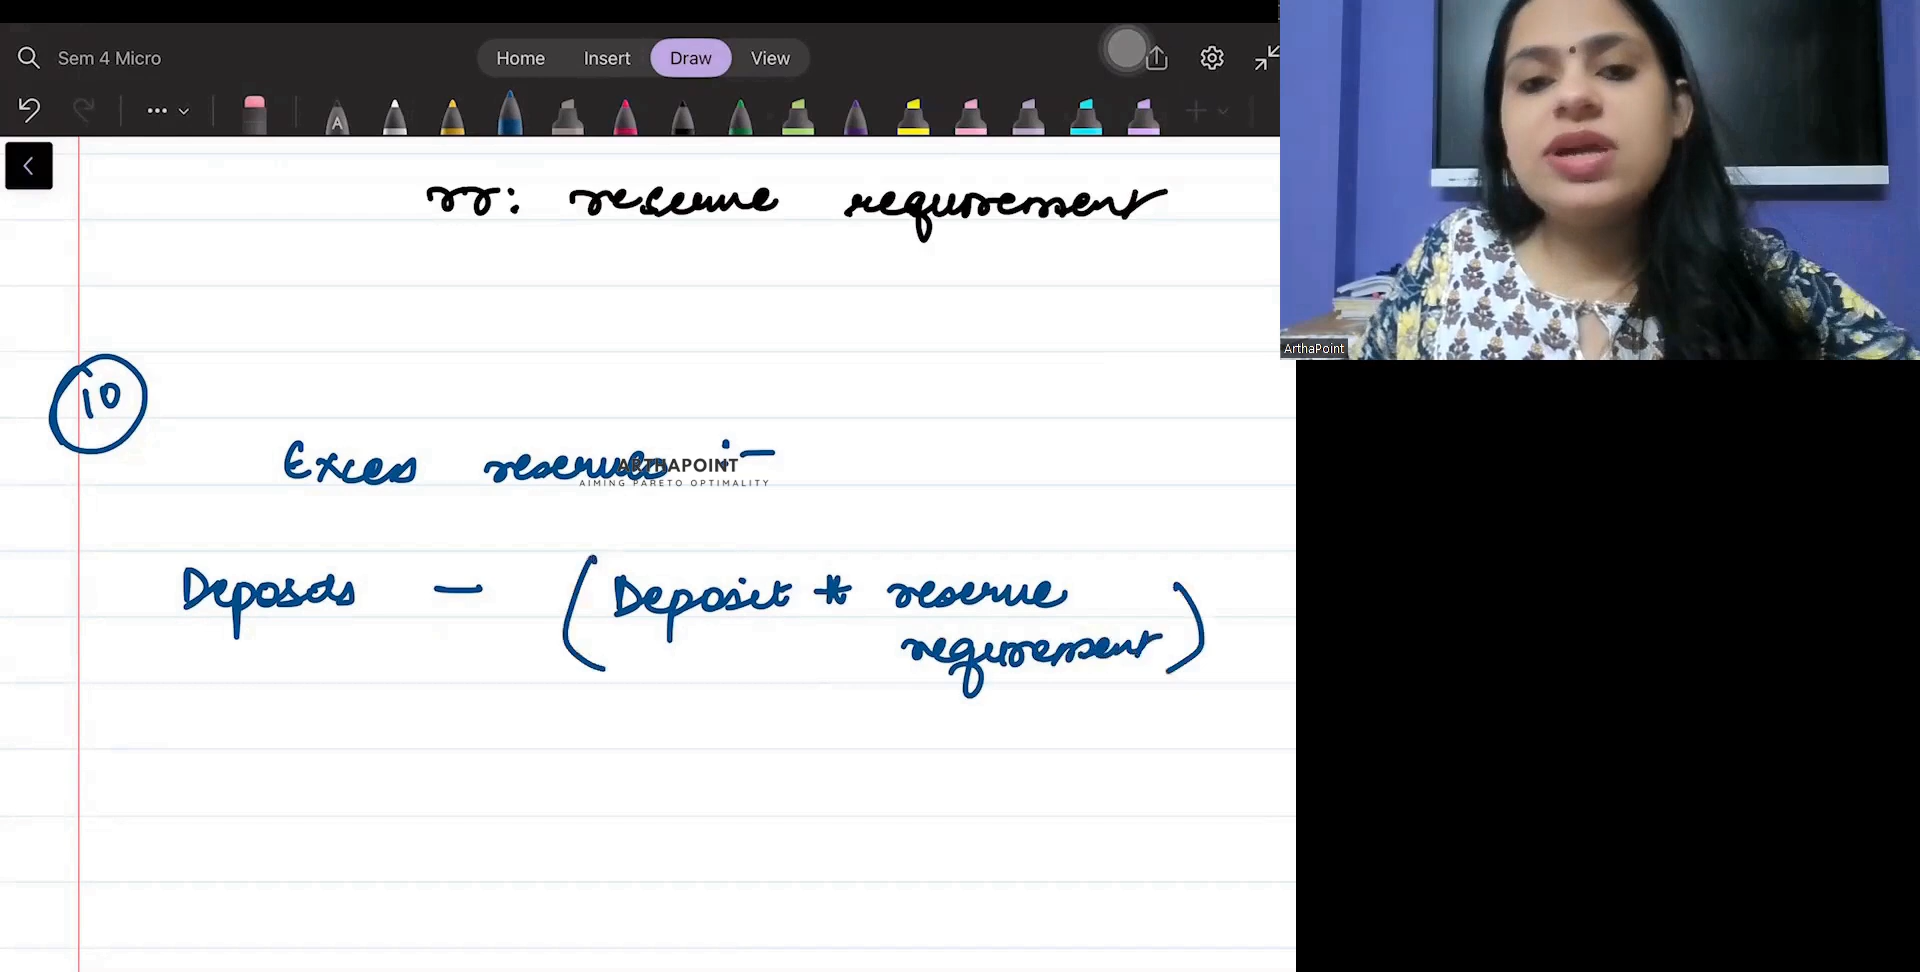 Sem 4 Micro
Home Insert Draw View
A
rr: reserve requirement
10
Excess reserves :-
ARTHAPOINT
AIMING PARETO OPTIMALITY
Deposits - (Deposit * reserve
requirement)
ArthaPoint